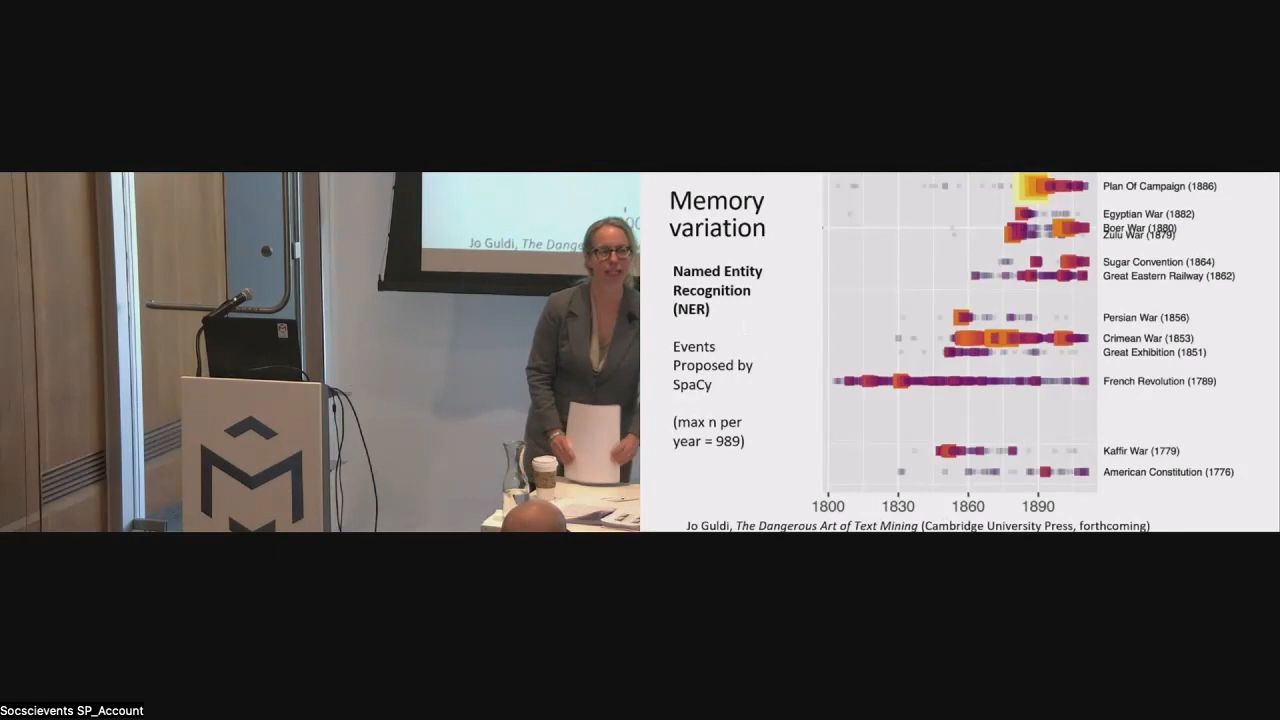 Jo Guldi, The Dange
Memory
variation
Named Entity
Recognition
(NER)
Events
Proposed by
SpaCy
(max n per
year = 989)
Plan Of Campaign (1886)
Egyptian War (1882)
Boer War (1880)
Zulu War (1879)
Sugar Convention (1864)
Great Eastern Railway (1862)
Persian War (1856)
Crimean War (1853)
Great Exhibition (1851)
French Revolution (1789)
Kaffir War (1779)
American Constitution (1776)
1800 1830 1860 1890
Jo Guldi, The Dangerous Art of Text Mining (Cambridge University Press, forthcoming)
Socscievents SP_Account